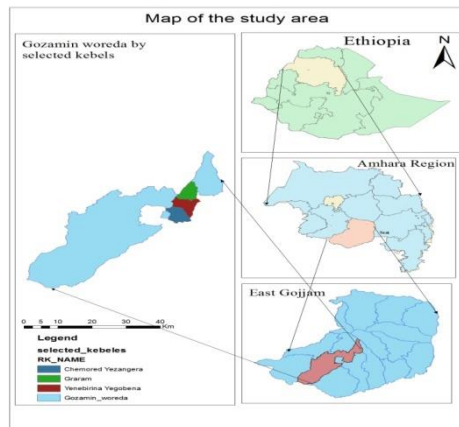 Map of the study area
Gozamin woreda by
selected kebels
0 5 10 20 30 40
Km
Legend
selected_kebeles
RK_NAME
Chemored Yezangera
Graram
Yenebirina Yegobena
Gozamin_woreda
Ethiopia
N
Amhara Region
East Gojjam